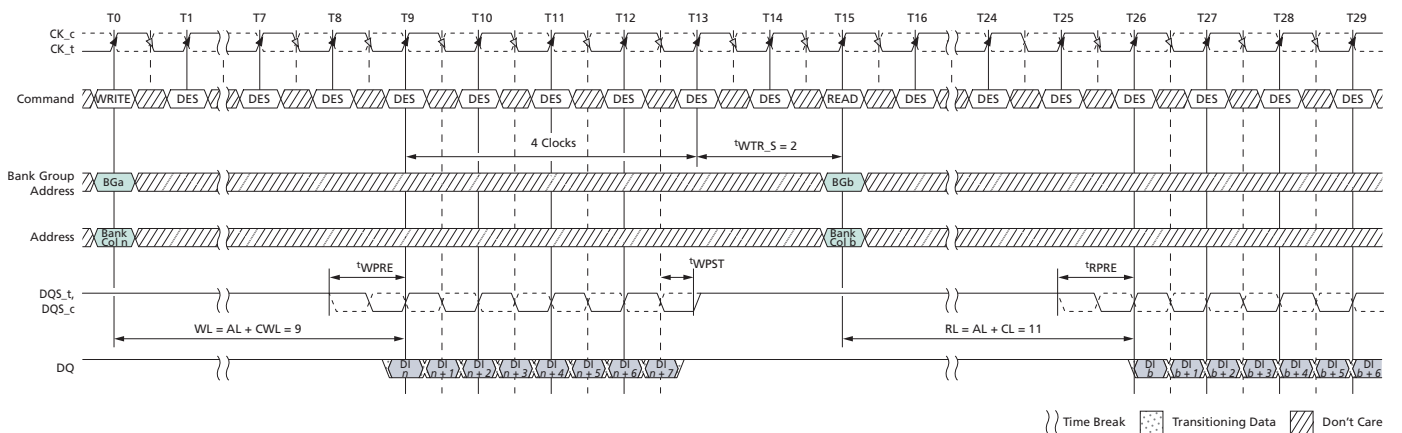 T0 T1 T7 T8 T9 T10 T11 T12 T13 T14 T15 T16 T24 T25 T26 T27 T28 T29
CK_c
CK_t
Command WRITE DES DES DES DES DES DES DES DES DES READ DES DES DES DES DES DES DES
4 Clocks tWTR_S = 2
Bank Group
Address
BGa BGb
Address
Bank
Col n
Bank
Col b
tWPRE tWPST tRPRE
DQS_t,
DQS_c
WL = AL + CWL = 9 RL = AL + CL = 11
DQ
DI
n
DI
n + 1
DI
n + 2
DI
n + 3
DI
n + 4
DI
n + 5
DI
n + 6
DI
n + 7
DI
b
DI
b + 1
DI
b + 2
DI
b + 3
DI
b + 4
DI
b + 5
DI
b + 6
Time Break Transitioning Data Don't Care